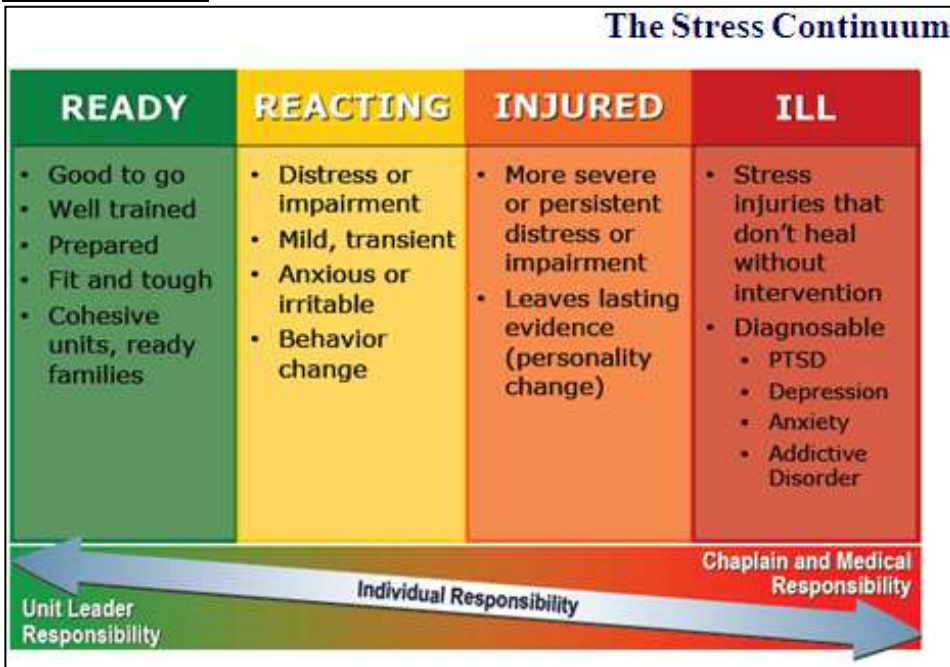 The Stress Continuum
READY
• Good to go
• Well trained
• Prepared
• Fit and tough
• Cohesive
units, ready
families
REACTING
• Distress or
impairment
• Mild, transient
• Anxious or
irritable
• Behavior
change
INJURED
• More severe
or persistent
distress or
impairment
• Leaves lasting
evidence
(personality
change)
ILL
• Stress
injuries that
don't heal
without
intervention
• Diagnosable
• PTSD
• Depression
• Anxiety
• Addictive
Disorder
Unit Leader
Responsibility
Individual Responsibility
Chaplain and Medical
Responsibility